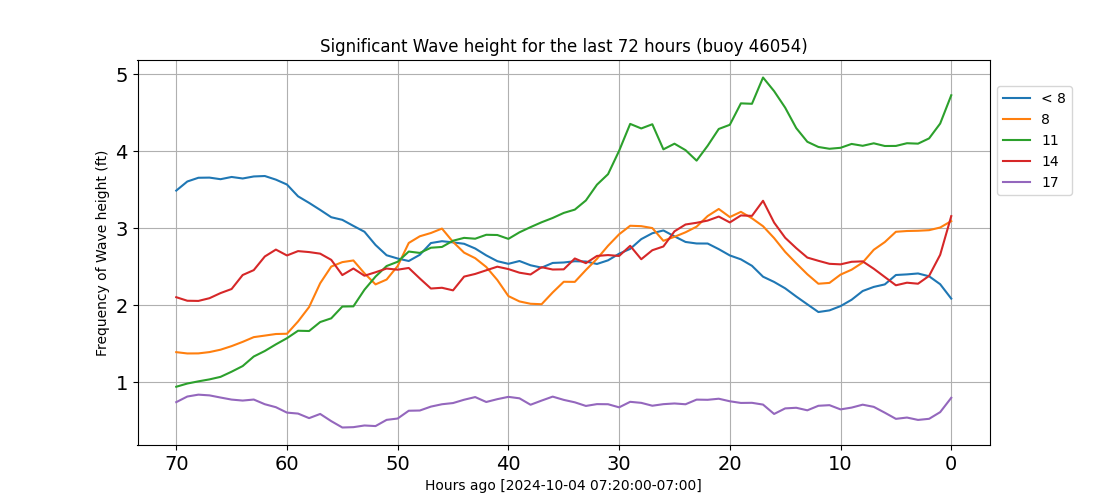 Significant Wave height for the last 72 hours (buoy 46054)
Frequency of Wave height (ft)
5
4
3
2
1
70 60 50 40 30 20 10 0
Hours ago [2024-10-04 07:20:00-07:00]
< 8
8
11
14
17